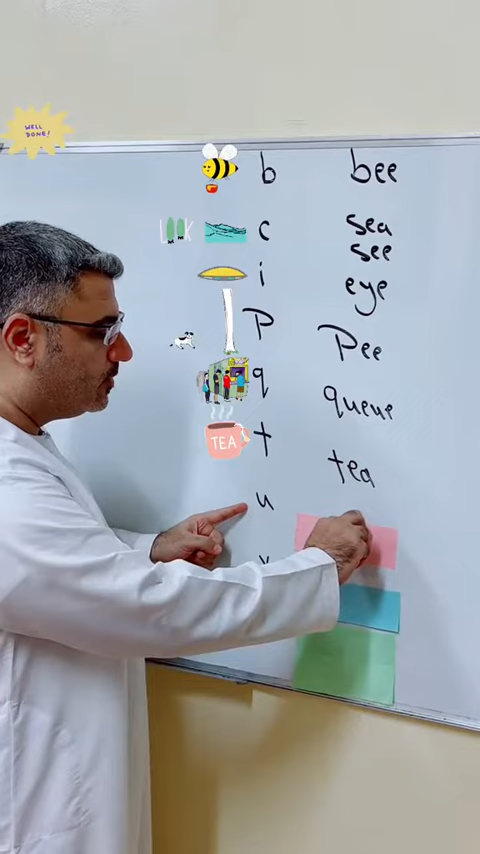 WELL
DONE!
b bee
LOOK c sea
see
i eye
P Pee
q queue
TEA t tea
u